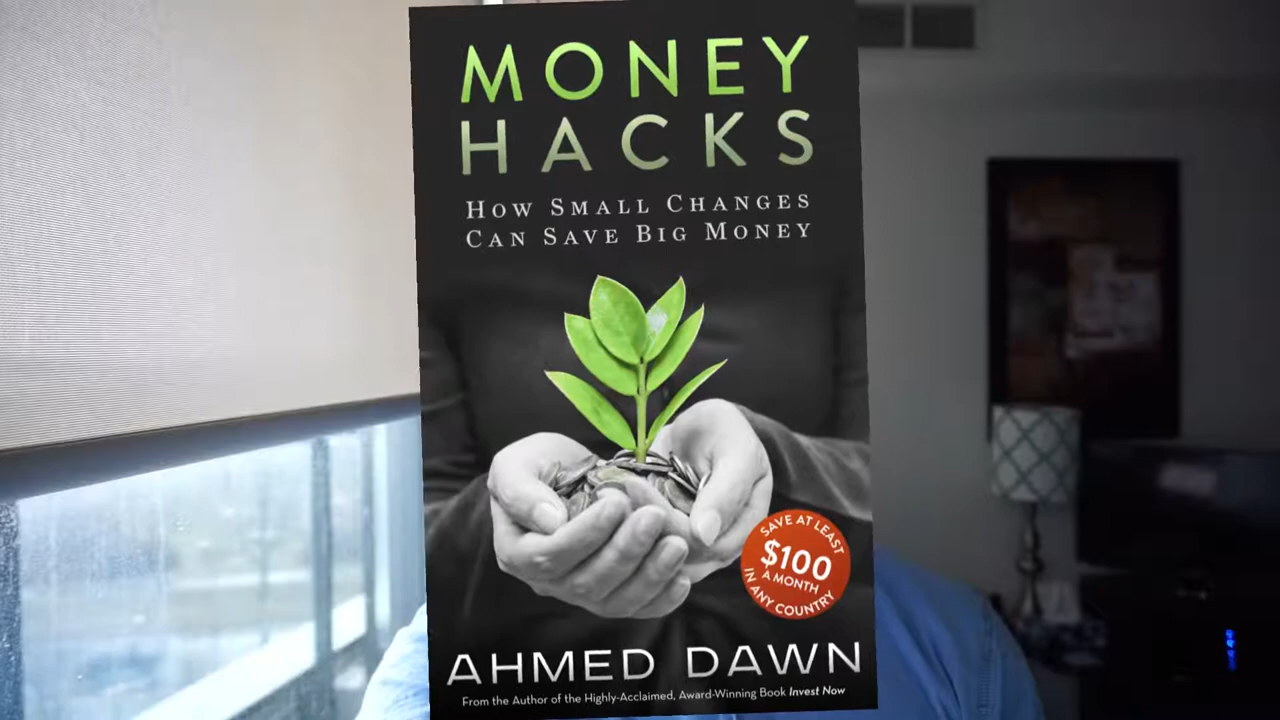 MONEY
HACKS
HOW SMALL CHANGES
CAN SAVE BIG MONEY
SAVE AT LEAST
$100
A MONTH
IN ANY COUNTRY
AHMED DAWN
From the Author of the Highly-Acclaimed, Award-Winning Book Invest Now